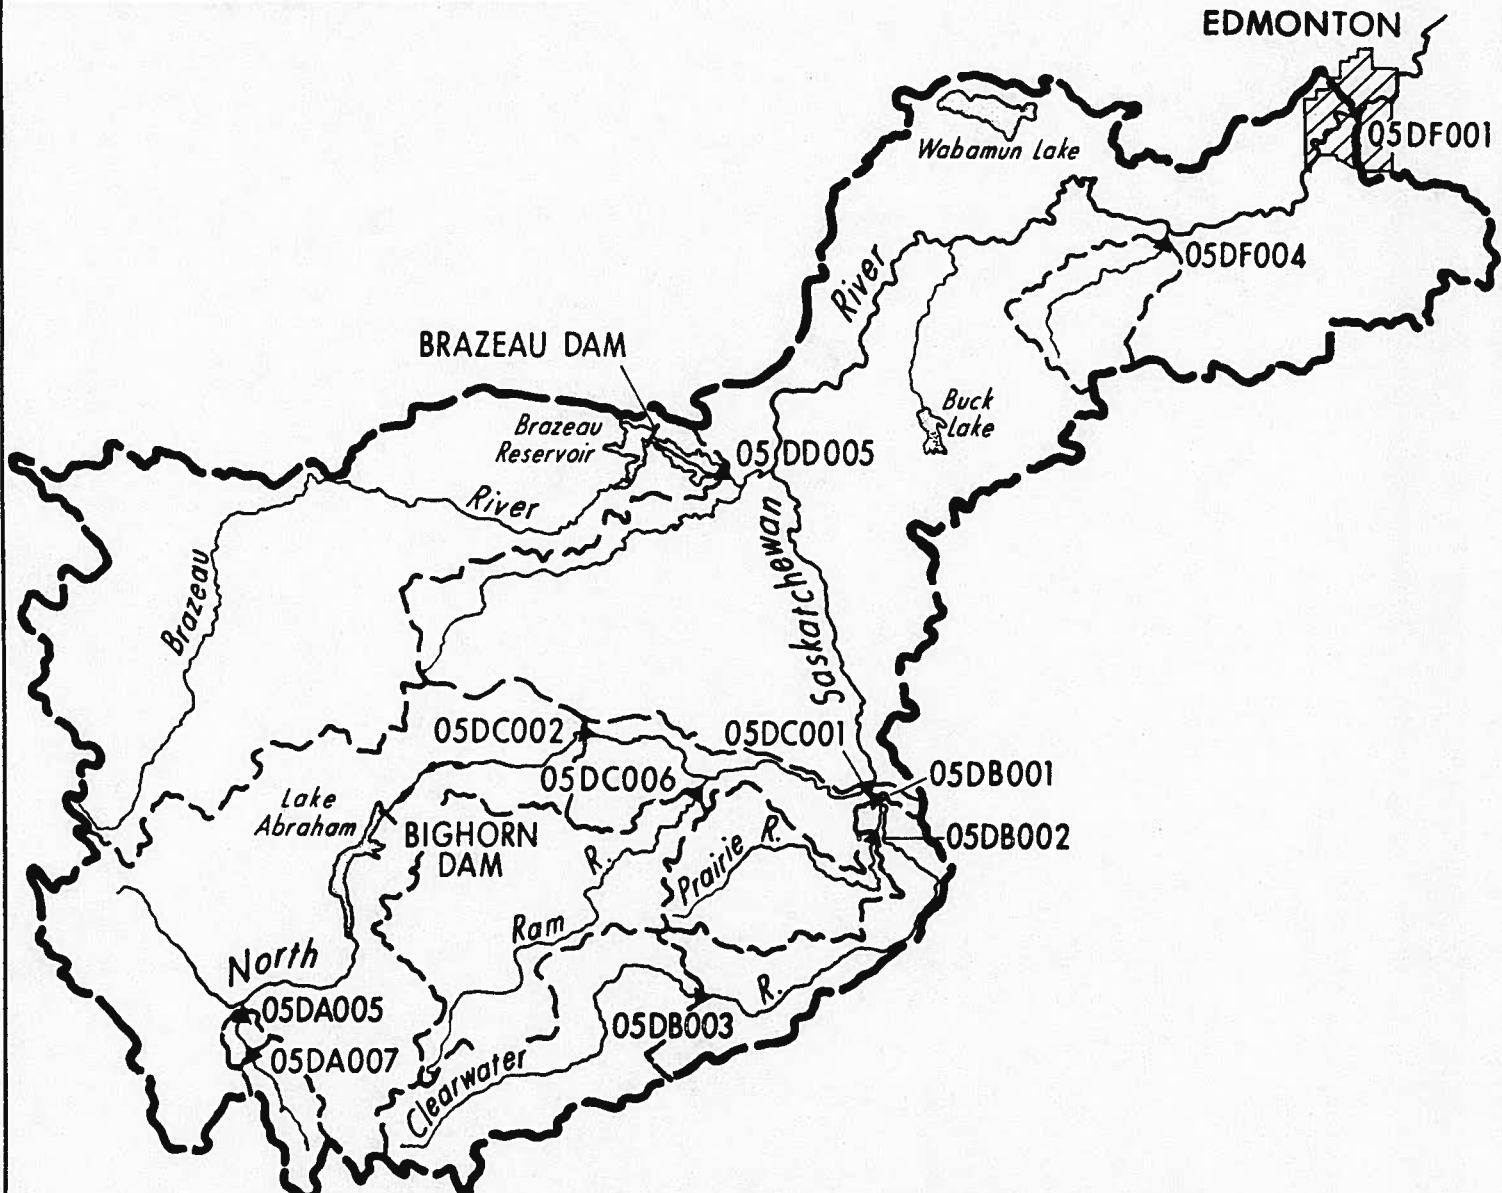 EDMONTON
05DF001
Wabamun Lake
05DF004
River
BRAZEAU DAM
Buck
Lake
Brazeau
Reservoir
05DD005
River
Saskatchewan
Brazeau
05DC002
05DC001
05DC006
05DB001
Lake
Abraham
BIGHORN
DAM
05DB002
Prairie R.
Ram R.
North
05DA005
05DB003
R.
05DA007
Clearwater